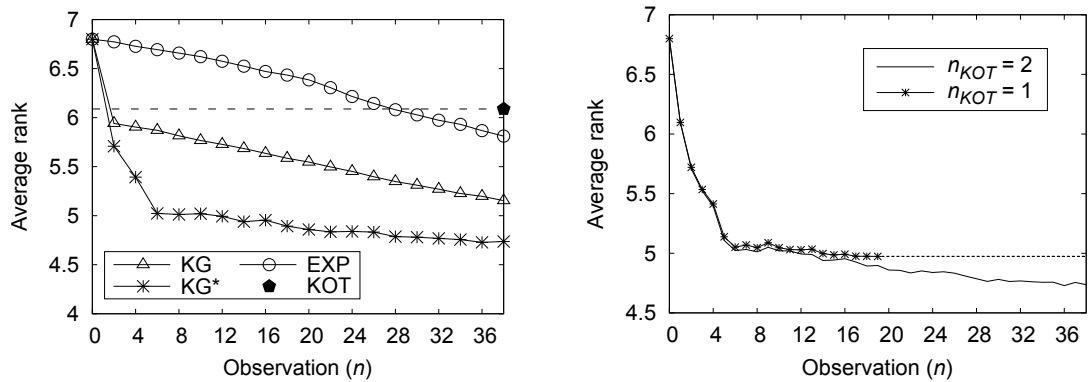 7
6.5
6
5.5
5
4.5
4
Average rank
KG
EXP
KG*
KOT
0 4 8 12 16 20 24 28 32 36
Observation (n)
7
6.5
6
5.5
5
4.5
Average rank
n_KOT = 2
n_KOT = 1
0 4 8 12 16 20 24 28 32 36
Observation (n)